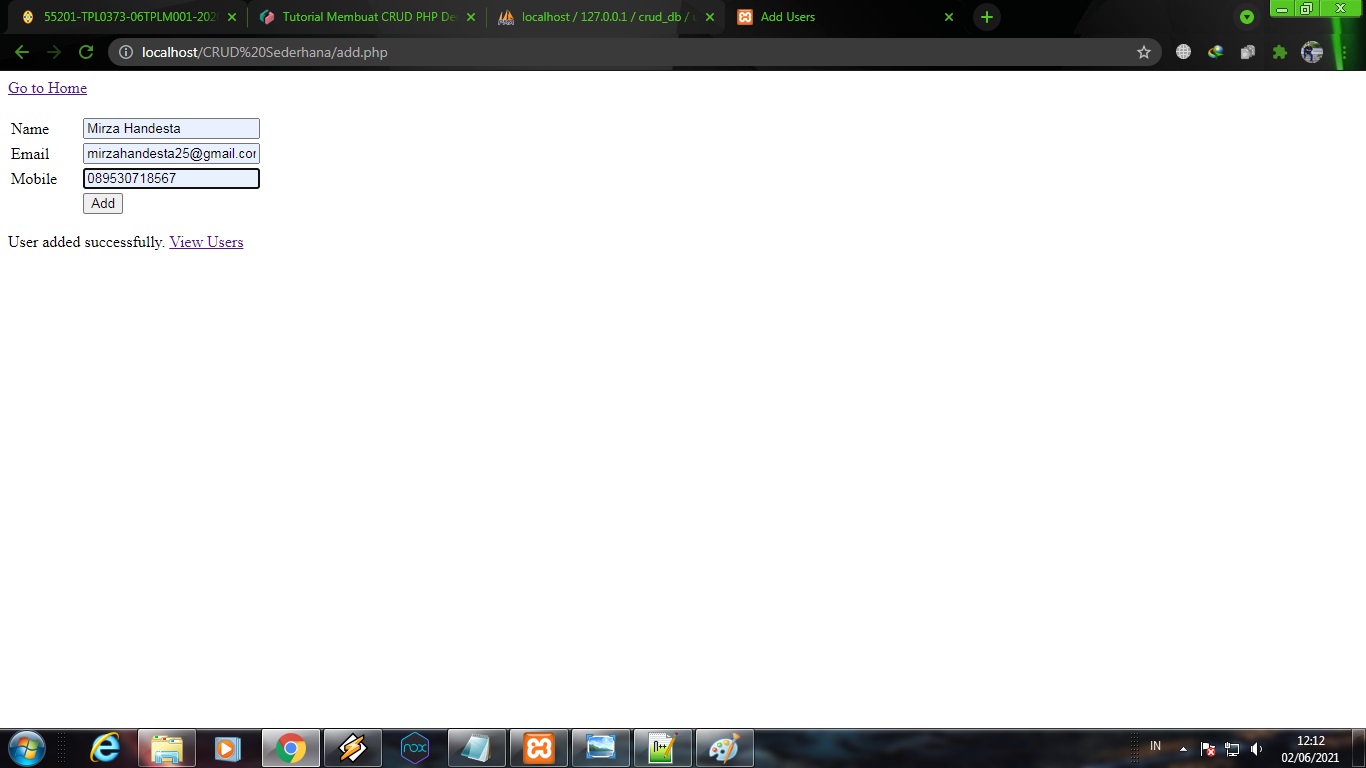 55201-TPL0373-06TPLM001-202
Tutorial Membuat CRUD PHP De
localhost / 127.0.0.1 / crud_db /
Add Users
localhost/CRUD%20Sederhana/add.php
Go to Home
Name Mirza Handesta
Email mirzahandesta25@gmail.co
Mobile 089530718567
Add
User added successfully. View Users
nox
n++
IN
12:12
02/06/2021